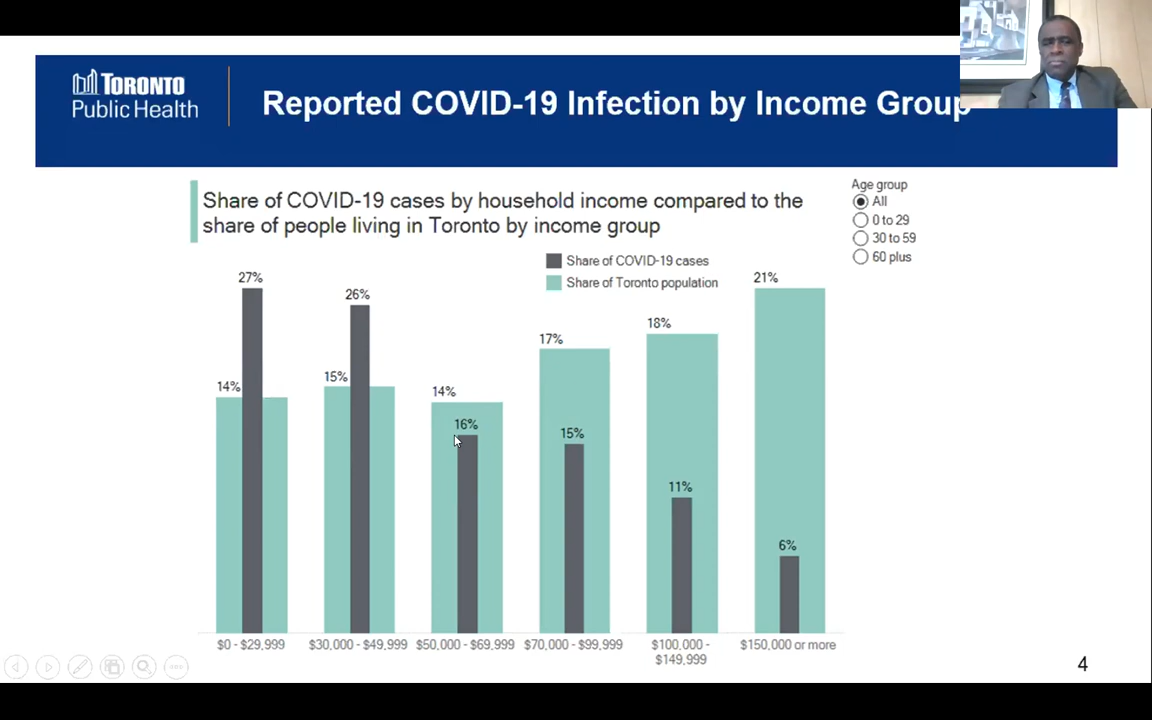 TORONTO
Public Health
Reported COVID-19 Infection by Income Group
Share of COVID-19 cases by household income compared to the
share of people living in Toronto by income group
Age group
All
0 to 29
30 to 59
60 plus
Share of COVID-19 cases
Share of Toronto population
27%
14%
26%
15%
14%
16%
17%
15%
18%
11%
21%
6%
$0 - $29,999
$30,000 - $49,999
$50,000 - $69,999
$70,000 - $99,999
$100,000 -
$149,999
$150,000 or more
4